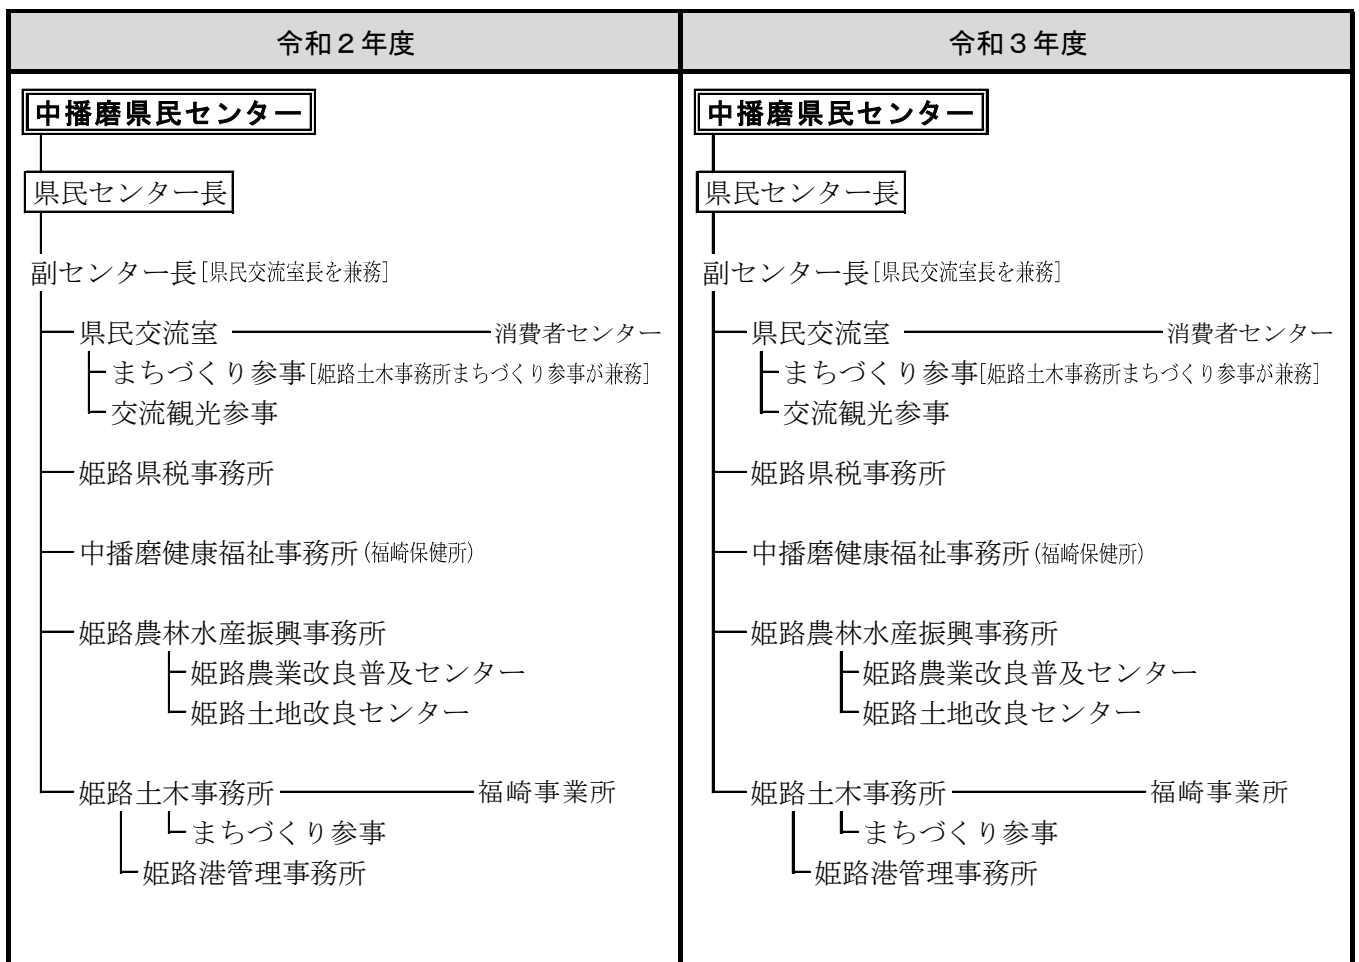 令和２年度
中播磨県民センター
県民センター長
副センター長[県民交流室長を兼務]
県民交流室 消費者センター
まちづくり参事[姫路土木事務所まちづくり参事が兼務]
交流観光参事
姫路県税事務所
中播磨健康福祉事務所(福崎保健所)
姫路農林水産振興事務所
姫路農業改良普及センター
姫路土地改良センター
姫路土木事務所 福崎事業所
まちづくり参事
姫路港管理事務所
令和３年度
中播磨県民センター
県民センター長
副センター長[県民交流室長を兼務]
県民交流室 消費者センター
まちづくり参事[姫路土木事務所まちづくり参事が兼務]
交流観光参事
姫路県税事務所
中播磨健康福祉事務所(福崎保健所)
姫路農林水産振興事務所
姫路農業改良普及センター
姫路土地改良センター
姫路土木事務所 福崎事業所
まちづくり参事
姫路港管理事務所